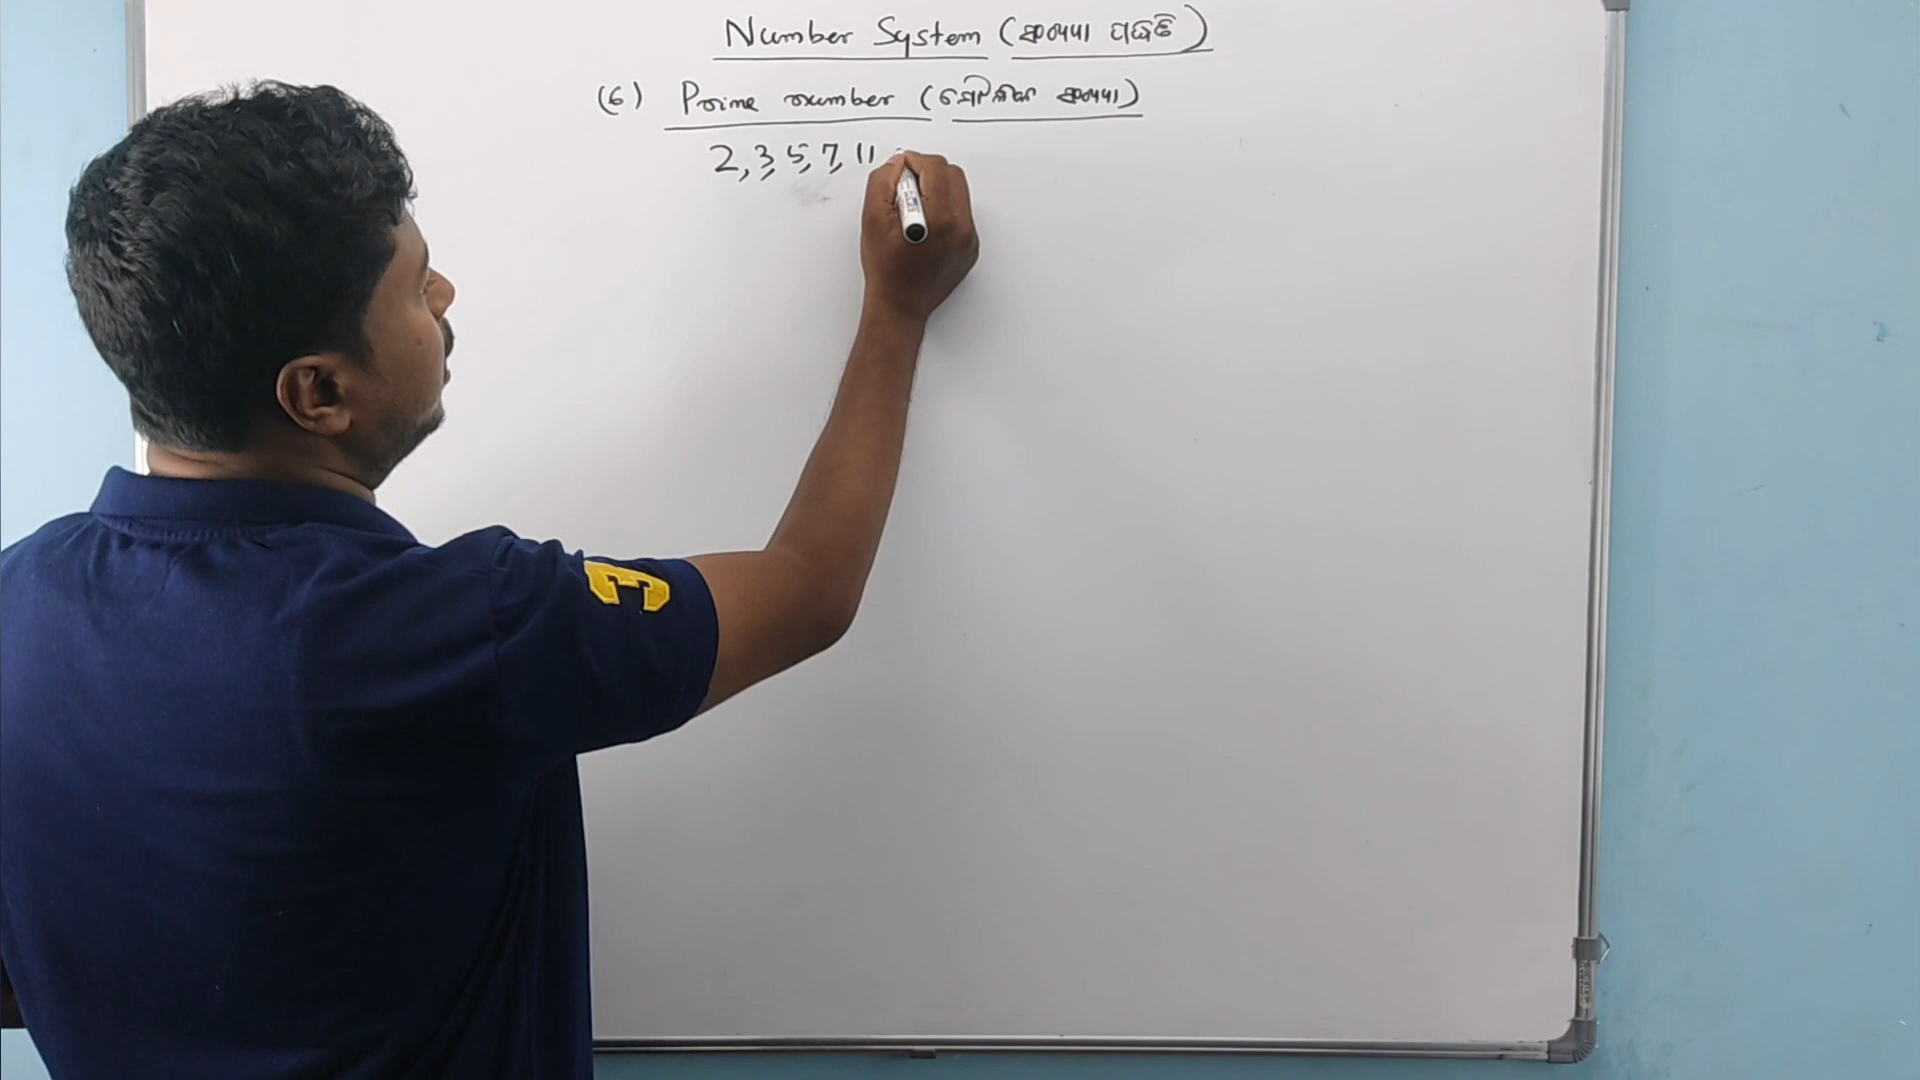 Number System (ସଂଖ୍ୟା ପଦ୍ଧତି)
(6) Prime number (ମୌଳିକ ସଂଖ୍ୟା)
2, 3, 5, 7, 11